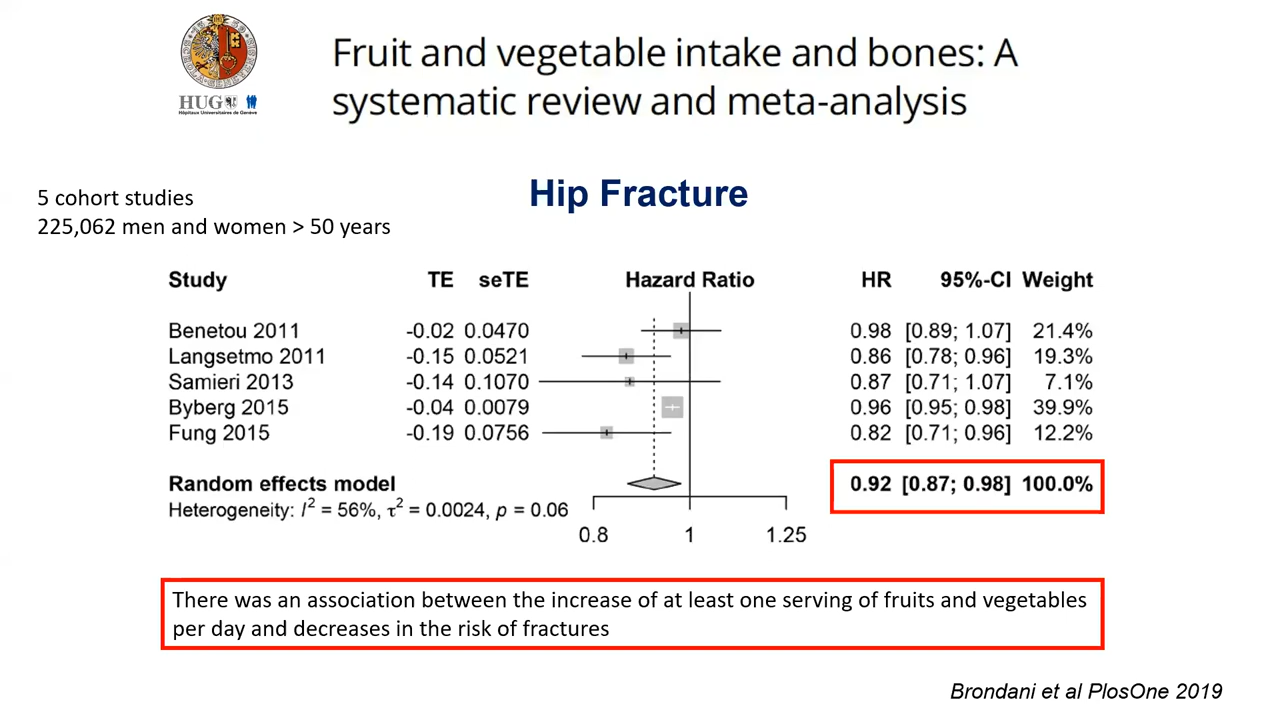 HUG
Hôpitaux Universitaires de Genève
Fruit and vegetable intake and bones: A
systematic review and meta-analysis
5 cohort studies
225,062 men and women > 50 years
Hip Fracture
Study TE seTE Hazard Ratio HR 95%-CI Weight
Benetou 2011 -0.02 0.0470 0.98 [0.89; 1.07] 21.4%
Langsetmo 2011 -0.15 0.0521 0.86 [0.78; 0.96] 19.3%
Samieri 2013 -0.14 0.1070 0.87 [0.71; 1.07] 7.1%
Byberg 2015 -0.04 0.0079 0.96 [0.95; 0.98] 39.9%
Fung 2015 -0.19 0.0756 0.82 [0.71; 0.96] 12.2%
Random effects model 0.92 [0.87; 0.98] 100.0%
Heterogeneity: I² = 56%, τ² = 0.0024, p = 0.06
0.8 1 1.25
There was an association between the increase of at least one serving of fruits and vegetables
per day and decreases in the risk of fractures
Brondani et al PlosOne 2019